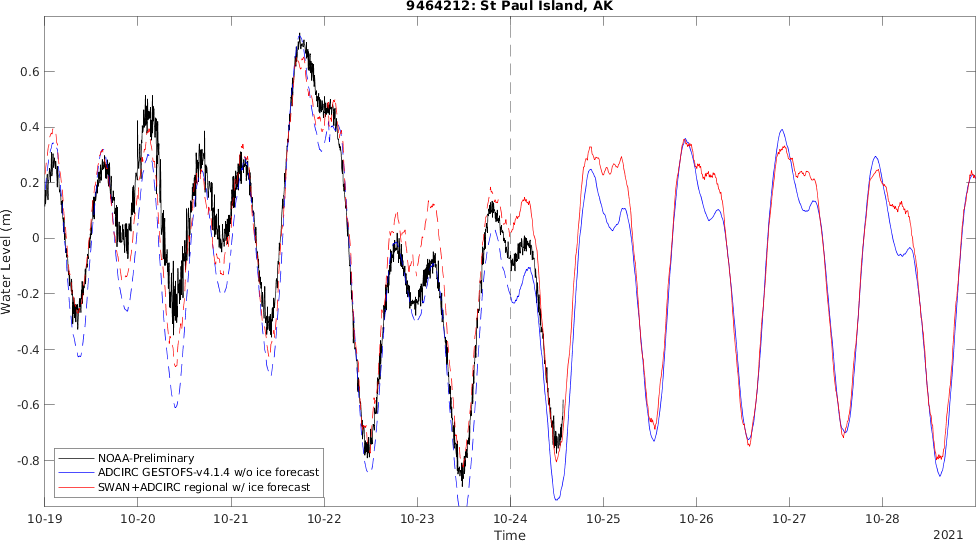 9464212: St Paul Island, AK
Water Level (m)
0.6
0.4
0.2
0
-0.2
-0.4
-0.6
-0.8
NOAA-Preliminary
ADCIRC GESTOFS-v4.1.4 w/o ice forecast
SWAN+ADCIRC regional w/ ice forecast
10-19 10-20 10-21 10-22 10-23 10-24 10-25 10-26 10-27 10-28
Time
2021